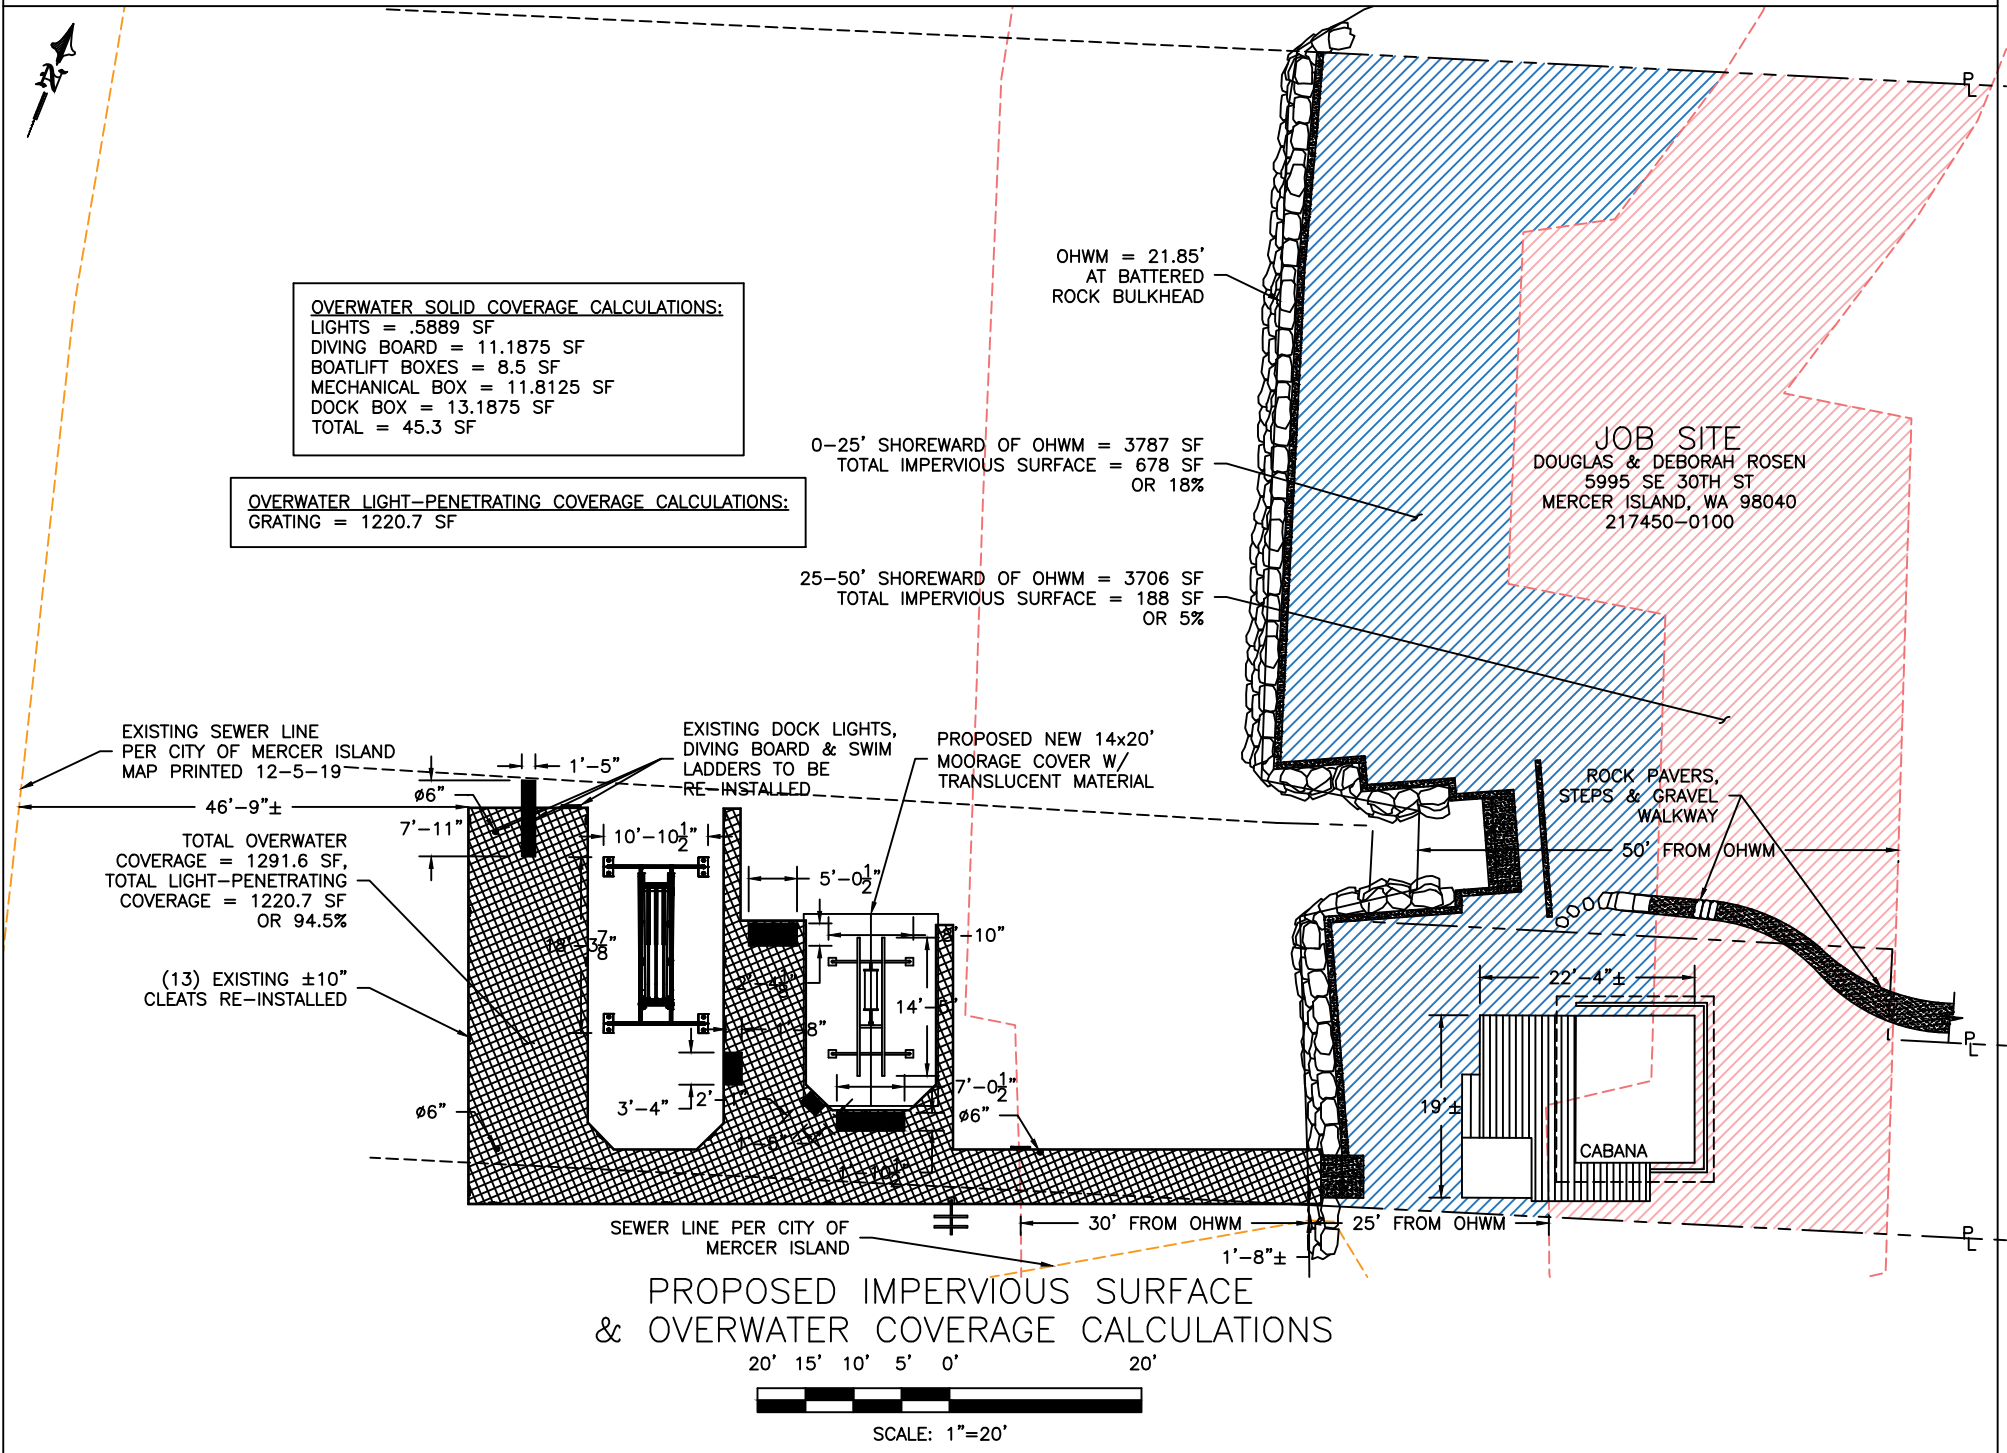 OHWM = 21.85'
AT BATTERED
ROCK BULKHEAD
OVERWATER SOLID COVERAGE CALCULATIONS:
LIGHTS = .5889 SF
DIVING BOARD = 11.1875 SF
BOATLIFT BOXES = 8.5 SF
MECHANICAL BOX = 11.8125 SF
DOCK BOX = 13.1875 SF
TOTAL = 45.3 SF
OVERWATER LIGHT-PENETRATING COVERAGE CALCULATIONS:
GRATING = 1220.7 SF
0-25' SHOREWARD OF OHWM = 3787 SF
TOTAL IMPERVIOUS SURFACE = 678 SF
OR 18%
25-50' SHOREWARD OF OHWM = 3706 SF
TOTAL IMPERVIOUS SURFACE = 188 SF
OR 5%
JOB SITE
DOUGLAS & DEBORAH ROSEN
5995 SE 30TH ST
MERCER ISLAND, WA 98040
217450-0100
EXISTING SEWER LINE
PER CITY OF MERCER ISLAND
MAP PRINTED 12-5-19
EXISTING DOCK LIGHTS,
DIVING BOARD & SWIM
LADDERS TO BE
RE-INSTALLED
PROPOSED NEW 14x20'
MOORAGE COVER W/
TRANSLUCENT MATERIAL
ROCK PAVERS,
STEPS & GRAVEL
WALKWAY
1'-5"
ø6"
46'-9"±
7'-11"
10'-10½"
TOTAL OVERWATER
COVERAGE = 1291.6 SF,
TOTAL LIGHT-PENETRATING
COVERAGE = 1220.7 SF
OR 94.5%
5'-0½"
50' FROM OHWM
(13) EXISTING ±10"
CLEATS RE-INSTALLED
14'-5"
22'-4"±
19'±
7'-0½"
3'-4"
ø6"
ø6"
1'-10½"
CABANA
SEWER LINE PER CITY OF
MERCER ISLAND
30' FROM OHWM
25' FROM OHWM
1'-8"±
PL
PL
PL
N
PROPOSED IMPERVIOUS SURFACE
& OVERWATER COVERAGE CALCULATIONS
20' 15' 10' 5' 0' 20'
SCALE: 1"=20'